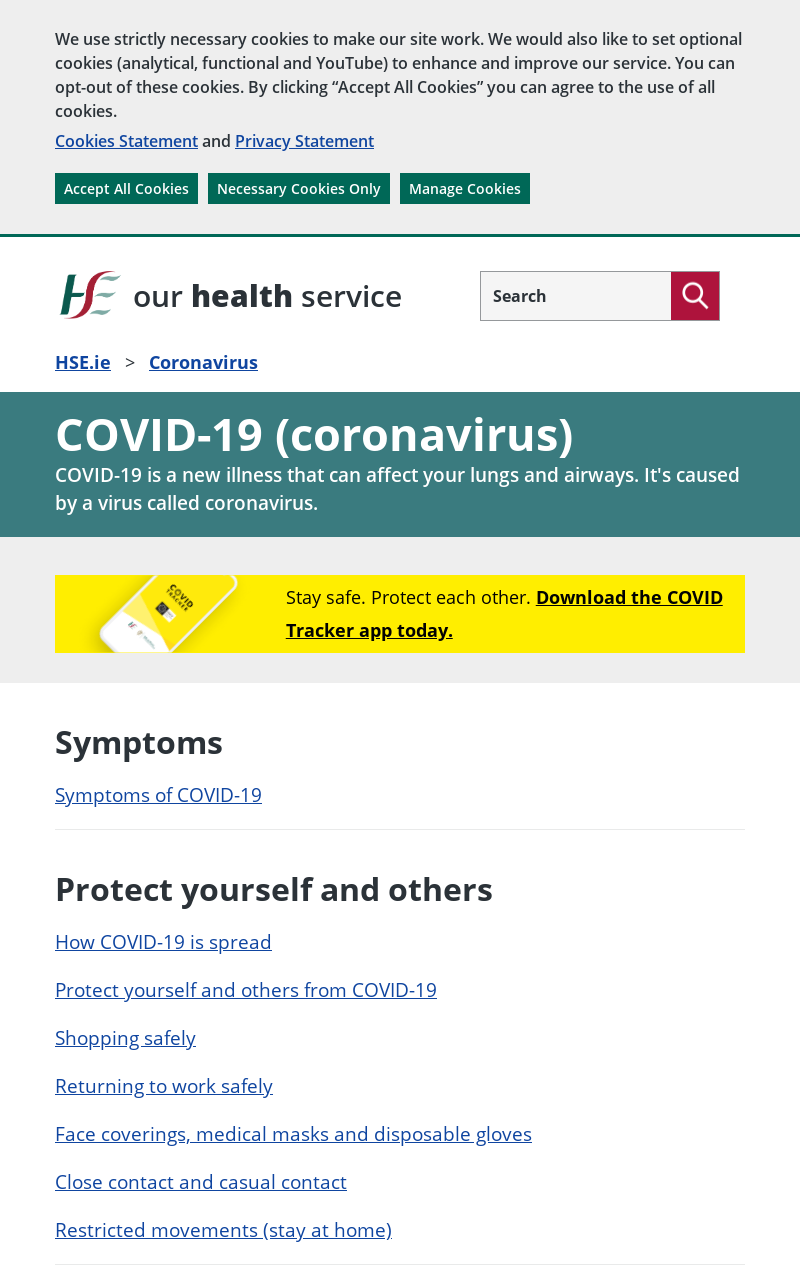 We use strictly necessary cookies to make our site work. We would also like to set optional
cookies (analytical, functional and YouTube) to enhance and improve our service. You can
opt-out of these cookies. By clicking “Accept All Cookies” you can agree to the use of all
cookies.
Cookies Statement and Privacy Statement
Accept All Cookies Necessary Cookies Only Manage Cookies
HSE our health service Search
HSE.ie > Coronavirus
COVID-19 (coronavirus)
COVID-19 is a new illness that can affect your lungs and airways. It's caused
by a virus called coronavirus.
COVID
TRACKER
Stay safe. Protect each other. Download the COVID
Tracker app today.
Symptoms
Symptoms of COVID-19
Protect yourself and others
How COVID-19 is spread
Protect yourself and others from COVID-19
Shopping safely
Returning to work safely
Face coverings, medical masks and disposable gloves
Close contact and casual contact
Restricted movements (stay at home)